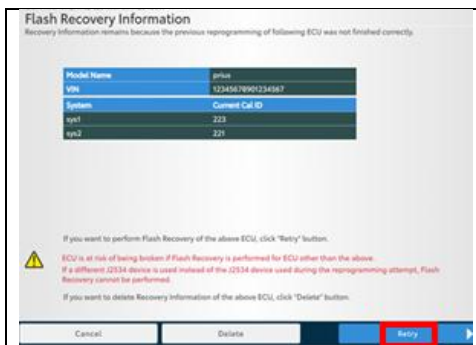 Flash Recovery Information
Recovery Information remains because the previous reprogramming of following ECU was not finished correctly.
Model Name prius
VIN 12345678901234567
System Current Cal ID
sys1 223
sys2 221
If you want to perform Flash Recovery of the above ECU, click "Retry" button.
ECU is at risk of being broken if Flash Recovery is performed for ECU other than the above.
If a different J2534 device is used instead of the J2534 device used during the reprogramming attempt, Flash
Recovery cannot be performed.
If you want to delete Recovery Information of the above ECU, click "Delete" button.
Cancel Delete Retry